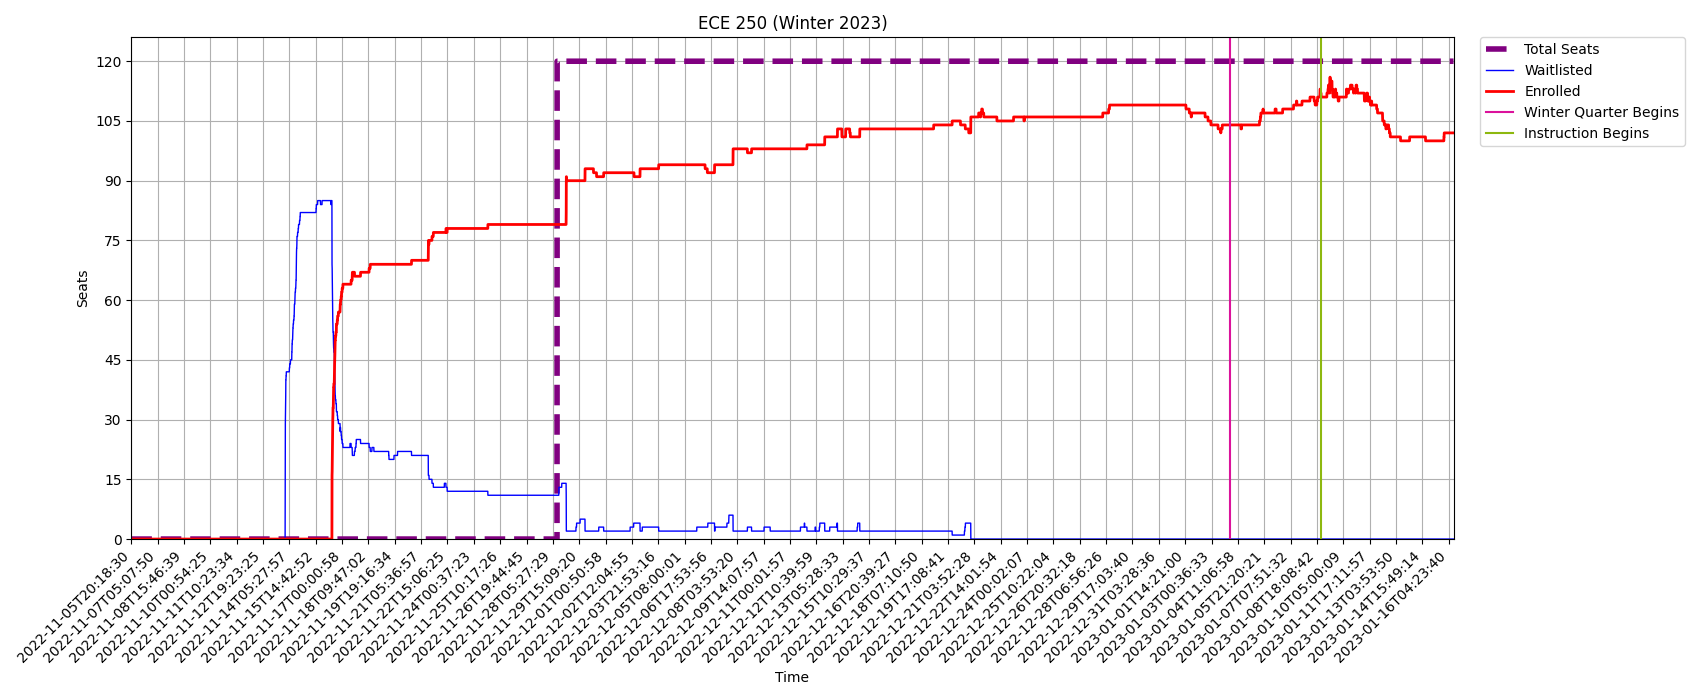 ECE 250 (Winter 2023)
Total Seats
Waitlisted
Enrolled
Winter Quarter Begins
Instruction Begins
Seats
120
105
90
75
60
45
30
15
0
2022-11-05T20:18:30
2022-11-07T05:07:50
2022-11-08T15:46:39
2022-11-10T00:54:25
2022-11-11T10:23:34
2022-11-12T19:23:25
2022-11-14T05:27:57
2022-11-15T14:42:52
2022-11-17T00:00:58
2022-11-18T09:47:02
2022-11-19T19:16:34
2022-11-21T05:36:57
2022-11-22T15:06:25
2022-11-24T00:37:23
2022-11-25T10:17:26
2022-11-26T19:44:45
2022-11-28T05:27:29
2022-11-29T15:09:20
2022-12-01T00:50:58
2022-12-02T12:04:55
2022-12-03T21:53:16
2022-12-05T08:00:01
2022-12-06T17:53:56
2022-12-08T03:53:20
2022-12-09T14:07:57
2022-12-11T00:01:57
2022-12-12T10:39:59
2022-12-13T05:28:33
2022-12-15T10:29:37
2022-12-16T20:39:27
2022-12-18T07:10:50
2022-12-19T17:08:41
2022-12-21T03:52:28
2022-12-22T14:01:54
2022-12-24T00:02:07
2022-12-25T10:22:04
2022-12-26T20:32:18
2022-12-28T06:56:26
2022-12-29T17:03:40
2022-12-31T03:28:36
2023-01-01T14:21:00
2023-01-03T00:36:33
2023-01-04T11:06:58
2023-01-05T21:20:21
2023-01-07T07:51:32
2023-01-08T18:08:42
2023-01-10T05:00:09
2023-01-11T17:11:57
2023-01-13T03:53:50
2023-01-14T15:49:14
2023-01-16T04:23:40
Time